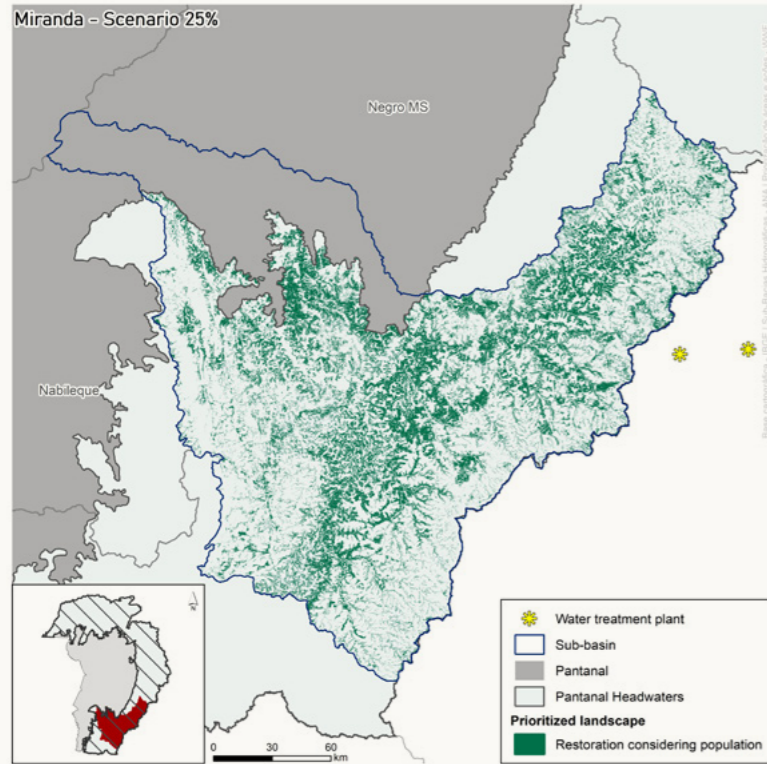 Miranda - Scenario 25%
Negro MS
Nabileque
N
Water treatment plant
Sub-basin
Pantanal
Pantanal Headwaters
Prioritized landscape
Restoration considering population
0 30 60
km